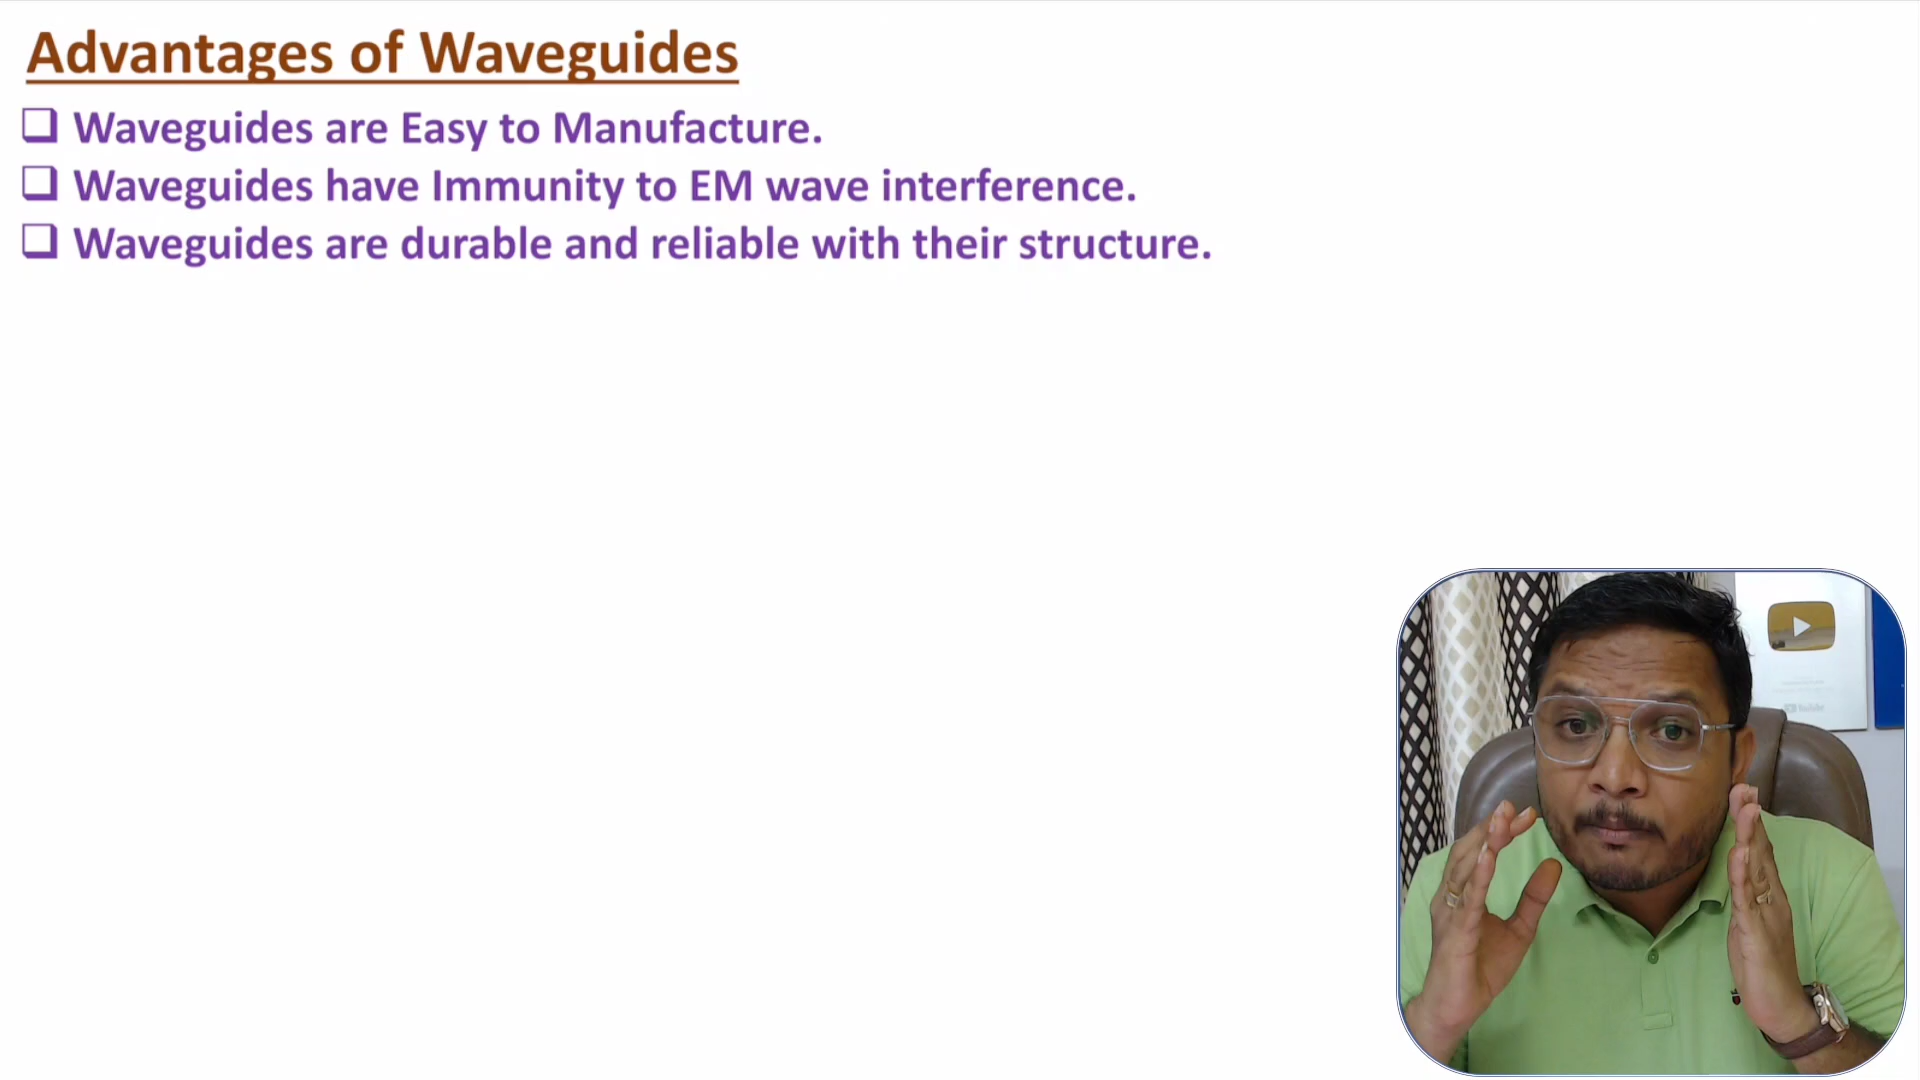 Advantages of Waveguides
❑ Waveguides are Easy to Manufacture.
❑ Waveguides have Immunity to EM wave interference.
❑ Waveguides are durable and reliable with their structure.